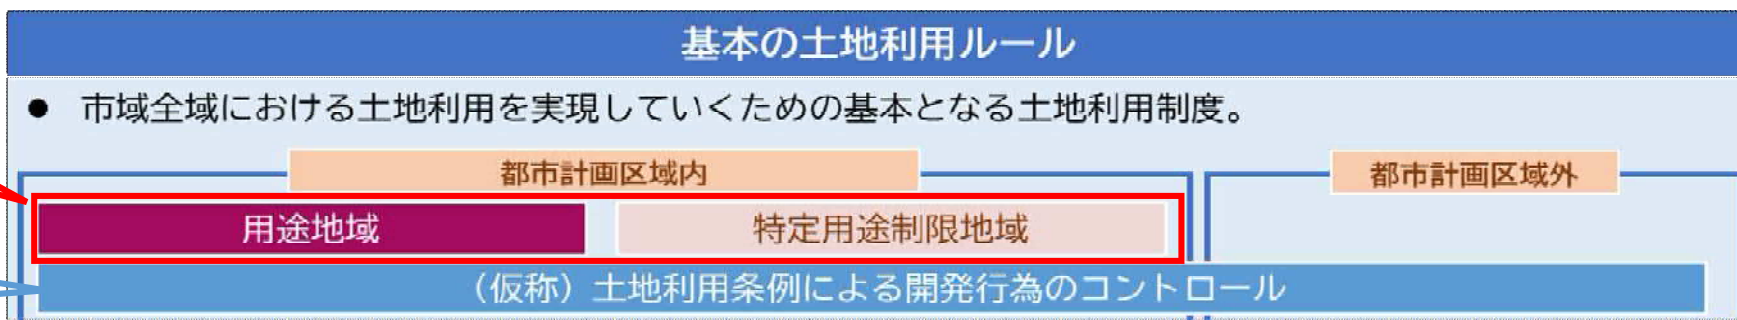 基本の土地利用ルール
● 市域全域における土地利用を実現していくための基本となる土地利用制度。
都市計画区域内
都市計画区域外
用途地域
特定用途制限地域
（仮称）土地利用条例による開発行為のコントロール